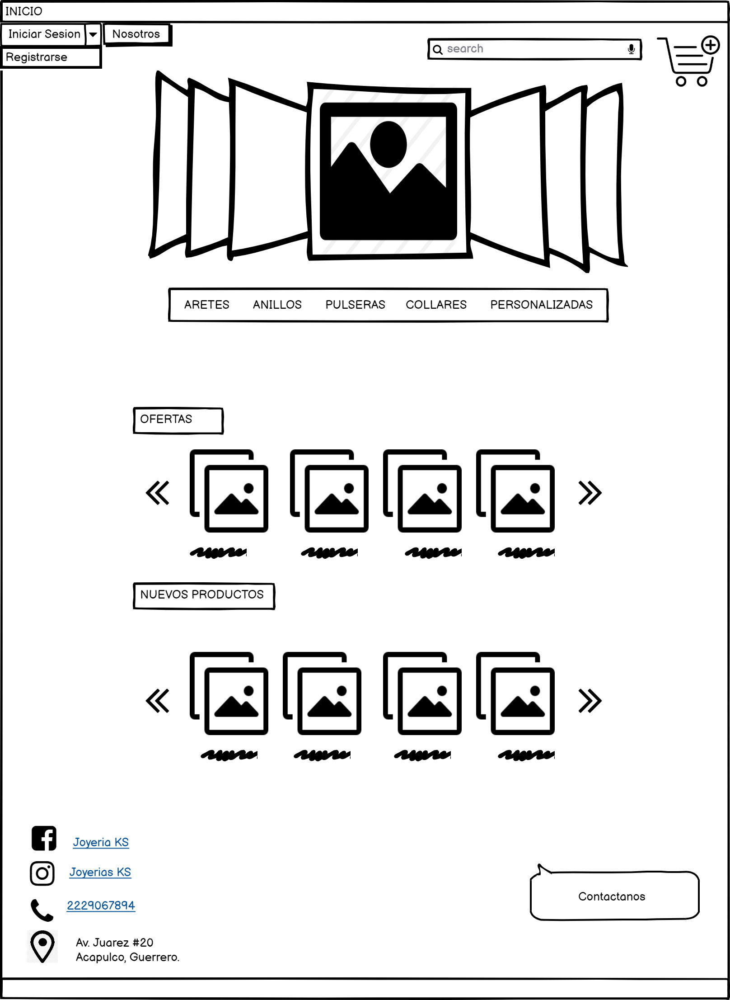 INICIO
Iniciar Sesion
Nosotros
search
Registrarse
ARETES ANILLOS PULSERAS COLLARES PERSONALIZADAS
OFERTAS
NUEVOS PRODUCTOS
Joyeria KS
Joyerias KS
2229067894
Contactanos
Av. Juarez #20
Acapulco, Guerrero.